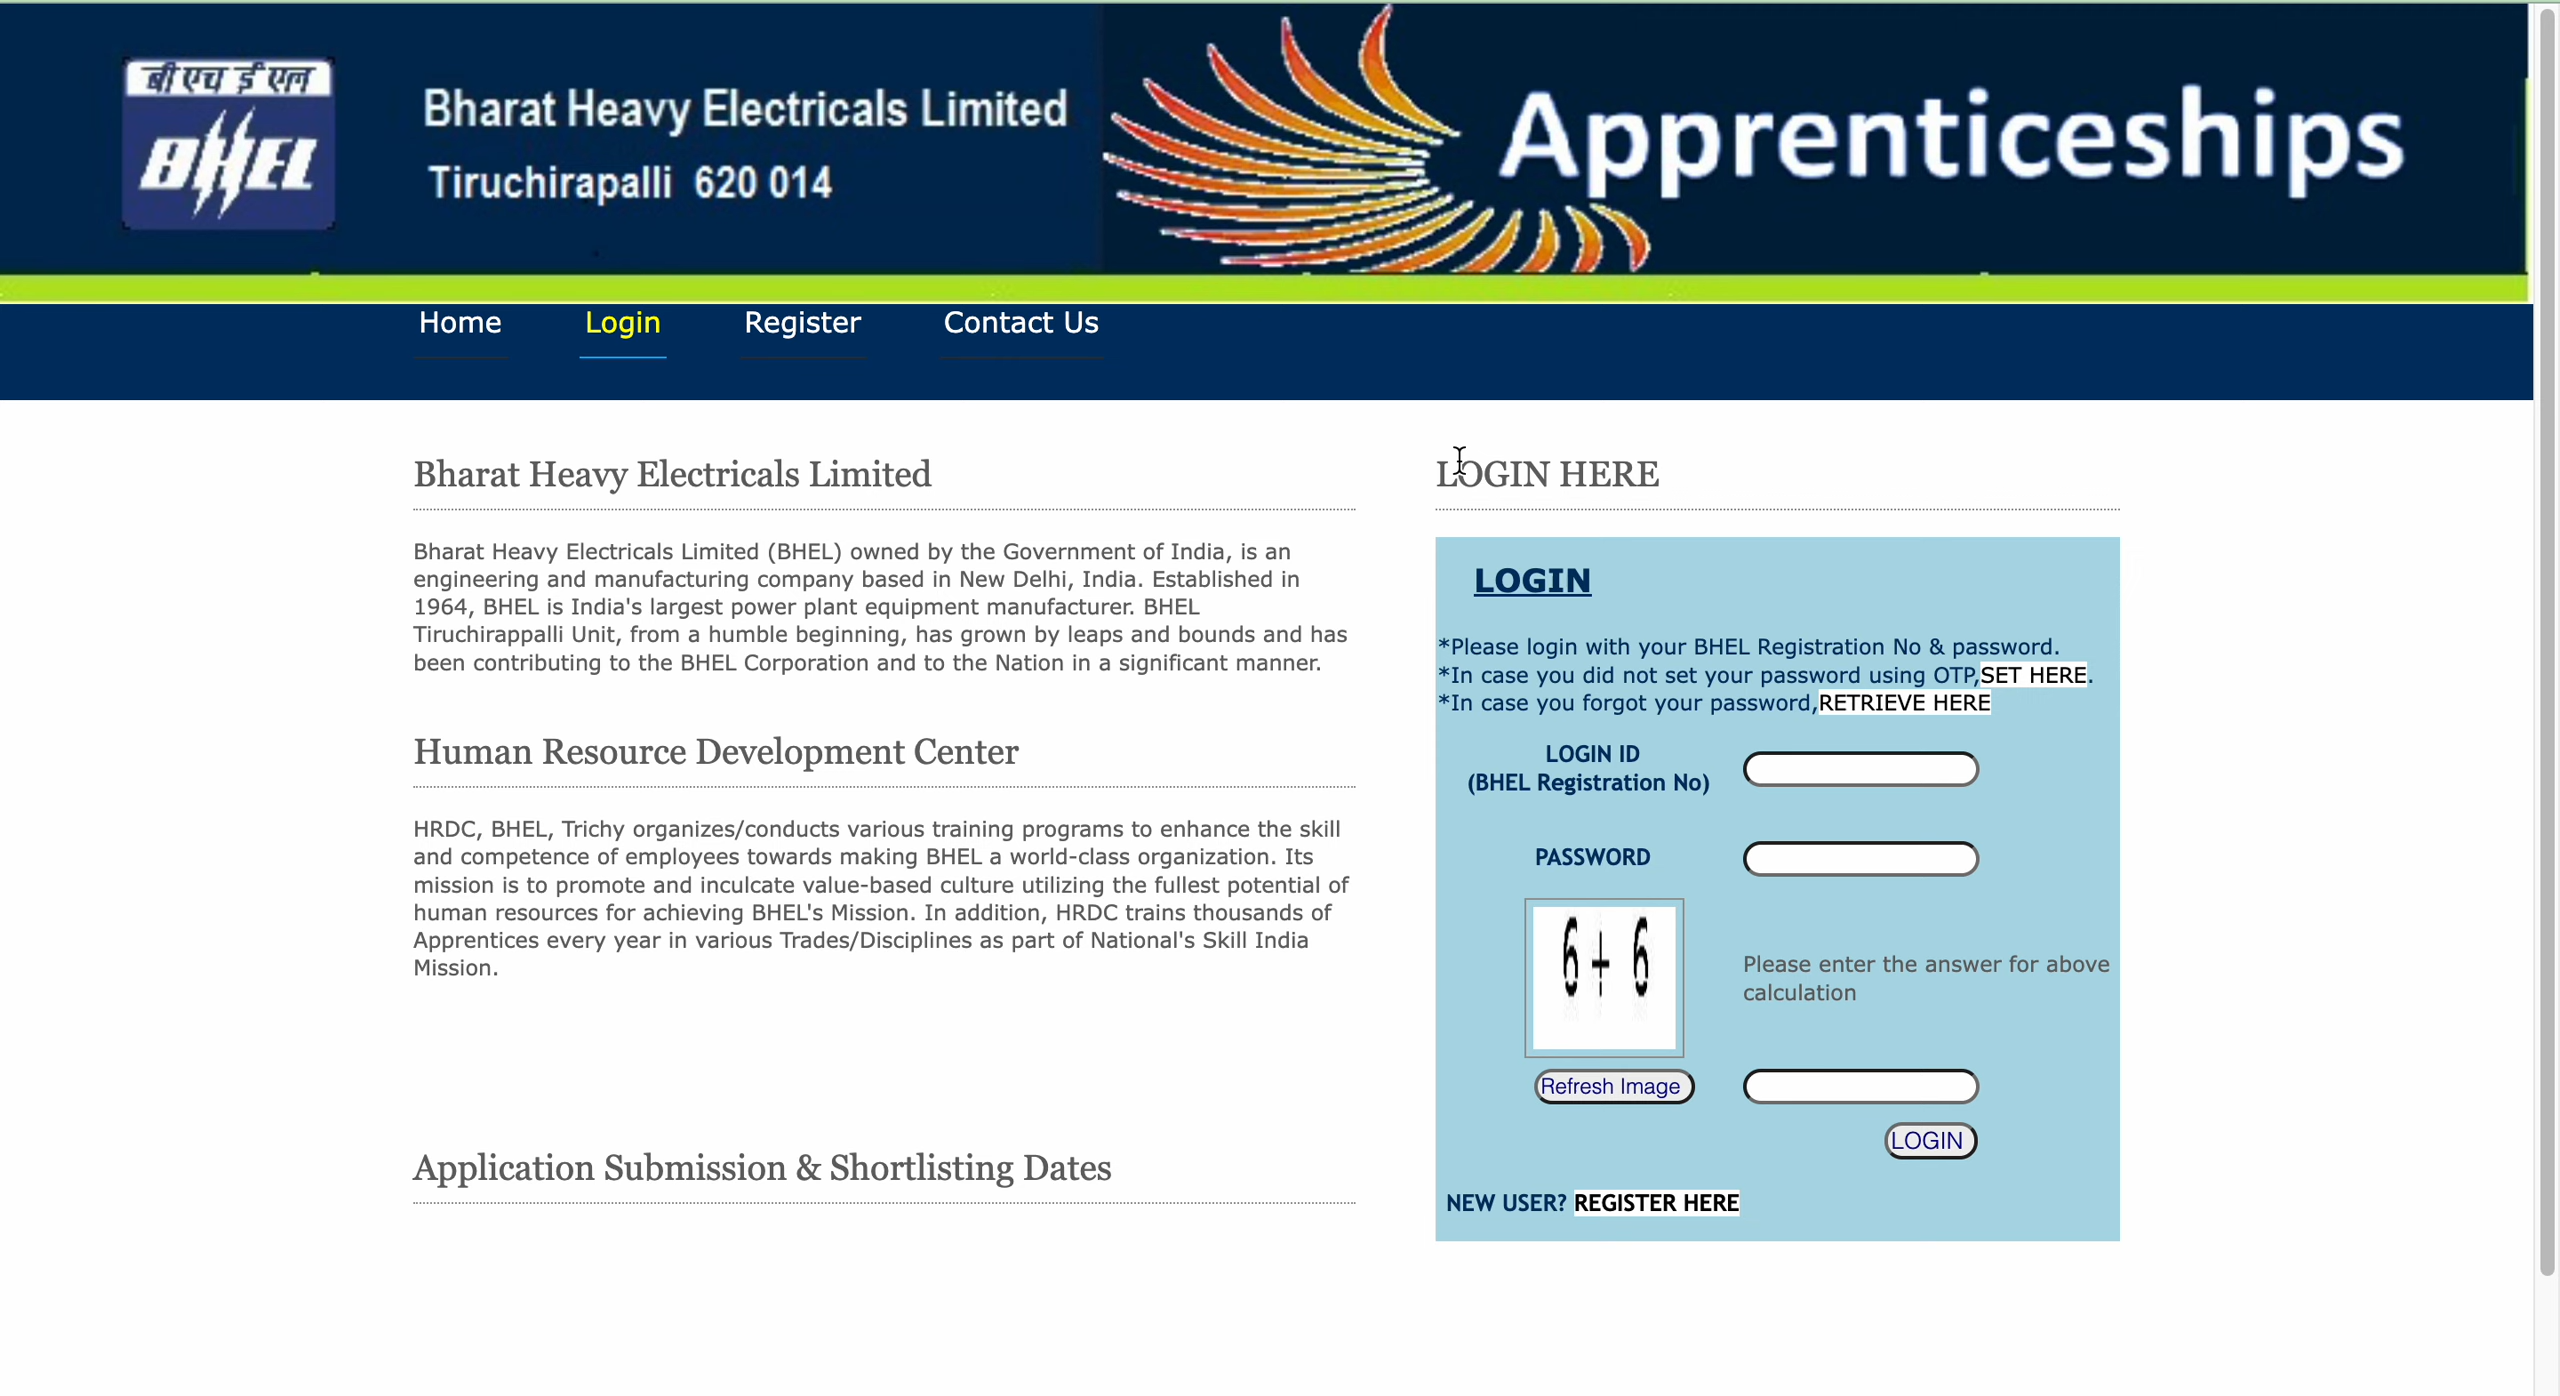 बी एच ई एल
BHEL
Bharat Heavy Electricals Limited
Tiruchirapalli 620 014
Apprenticeships
Home Login Register Contact Us
Bharat Heavy Electricals Limited
Bharat Heavy Electricals Limited (BHEL) owned by the Government of India, is an
engineering and manufacturing company based in New Delhi, India. Established in
1964, BHEL is India's largest power plant equipment manufacturer. BHEL
Tiruchirappalli Unit, from a humble beginning, has grown by leaps and bounds and has
been contributing to the BHEL Corporation and to the Nation in a significant manner.
Human Resource Development Center
HRDC, BHEL, Trichy organizes/conducts various training programs to enhance the skill
and competence of employees towards making BHEL a world-class organization. Its
mission is to promote and inculcate value-based culture utilizing the fullest potential of
human resources for achieving BHEL's Mission. In addition, HRDC trains thousands of
Apprentices every year in various Trades/Disciplines as part of National's Skill India
Mission.
Application Submission & Shortlisting Dates
LOGIN HERE
LOGIN
*Please login with your BHEL Registration No & password.
*In case you did not set your password using OTP,SET HERE.
*In case you forgot your password,RETRIEVE HERE
LOGIN ID
(BHEL Registration No)
PASSWORD
6+ 6
Please enter the answer for above
calculation
Refresh Image
LOGIN
NEW USER? REGISTER HERE